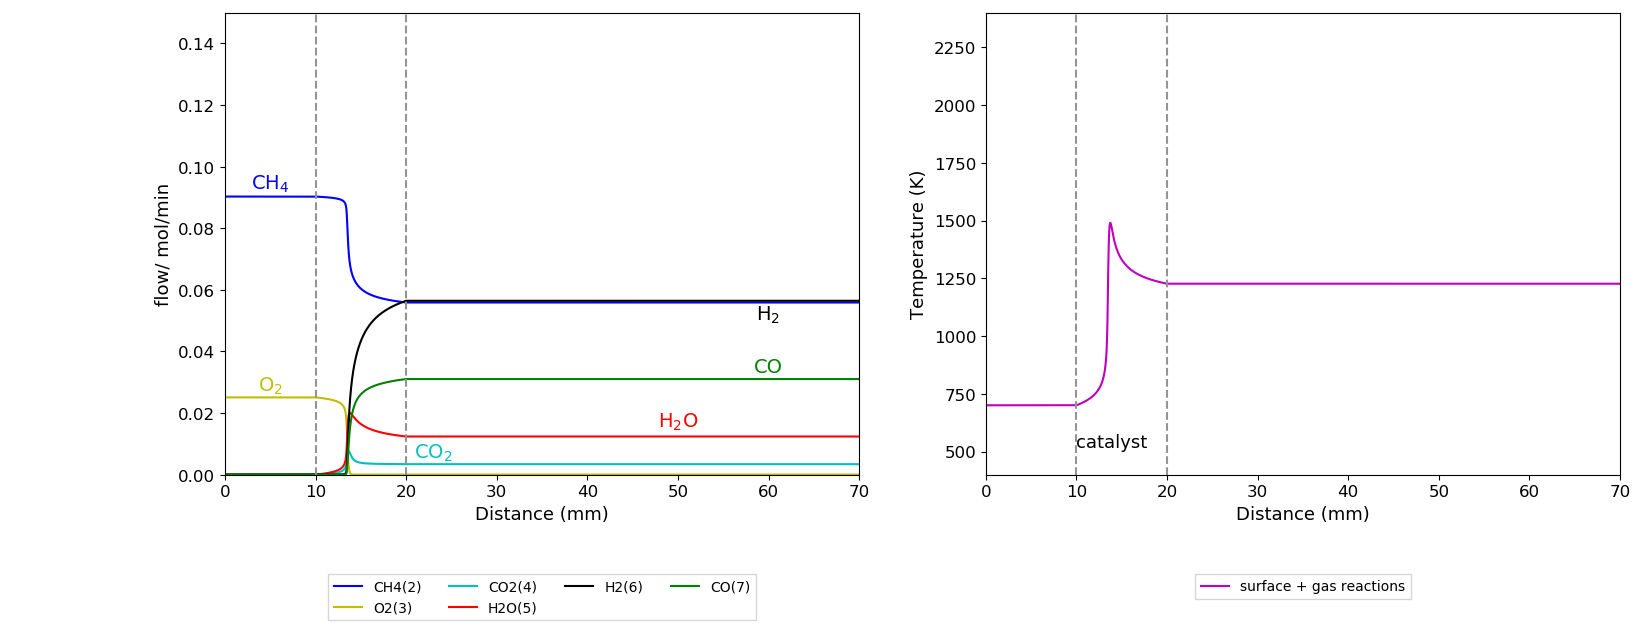 0.14
0.12
0.10
0.08
0.06
0.04
0.02
0.00
flow/ mol/min
CH4
O2
H2
CO
H2O
CO2
0 10 20 30 40 50 60 70
Distance (mm)
CH4(2) CO2(4) H2(6) CO(7)
O2(3) H2O(5)
2250
2000
1750
1500
1250
1000
750
500
Temperature (K)
catalyst
0 10 20 30 40 50 60 70
Distance (mm)
surface + gas reactions